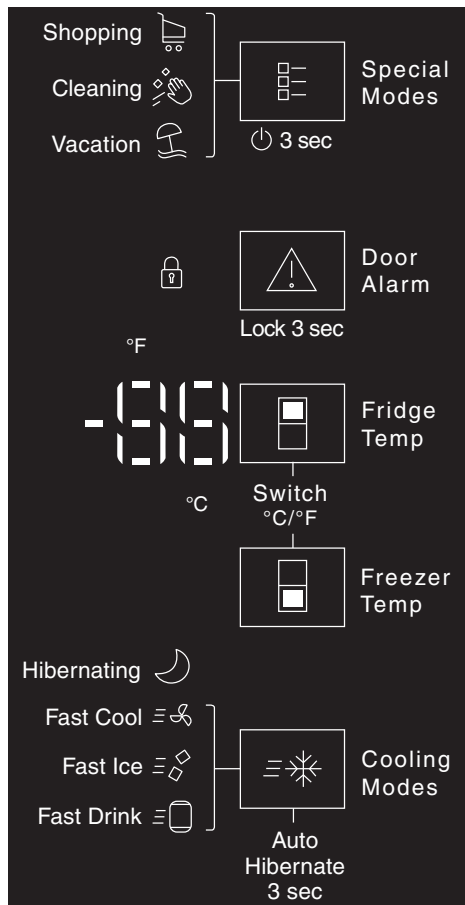 Shopping
Cleaning
Vacation
Special
Modes
3 sec
Door
Alarm
Lock 3 sec
°F
-88
°C
Fridge
Temp
Switch
°C/°F
Freezer
Temp
Hibernating
Fast Cool
Fast Ice
Fast Drink
Cooling
Modes
Auto
Hibernate
3 sec